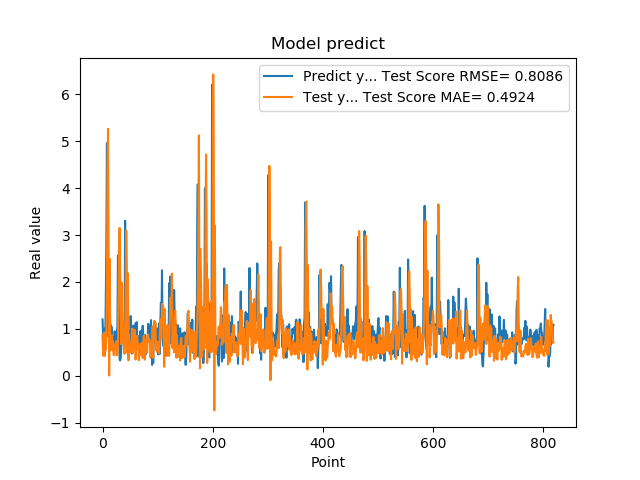 Model predict
Predict y... Test Score RMSE= 0.8086
Test y... Test Score MAE= 0.4924
Real value
6
5
4
3
2
1
0
−1
0 200 400 600 800
Point